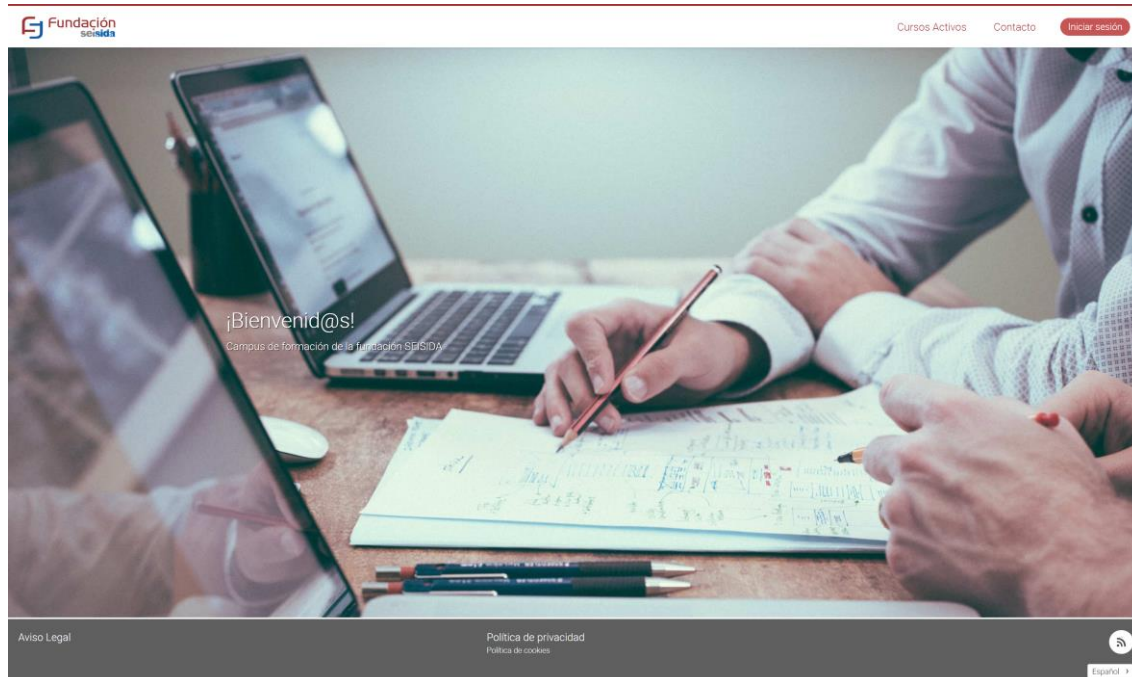 Fundación
seisida
Cursos Activos
Contacto
Iniciar sesión
¡Bienvenid@s!
Campus de formación de la fundación SEISIDA
Aviso Legal
Política de privacidad
Política de cookies
Español